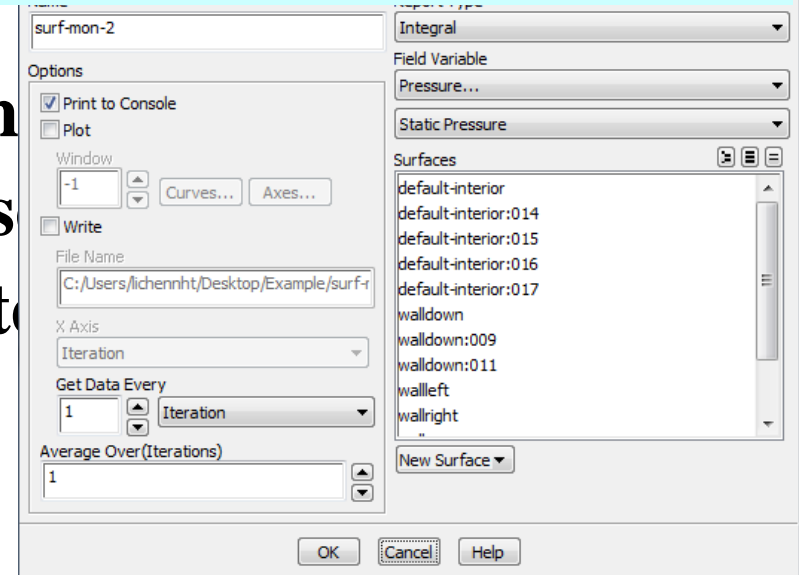 surf-mon-2
Options
Print to Console
Plot
Window
-1
Curves...
Axes...
Write
File Name
C:/Users/lichennht/Desktop/Example/surf-r
X Axis
Iteration
Get Data Every
1
Iteration
Average Over(Iterations)
1
Integral
Field Variable
Pressure...
Static Pressure
Surfaces
default-interior
default-interior:014
default-interior:015
default-interior:016
default-interior:017
walldown
walldown:009
walldown:011
wallleft
wallright
New Surface
OK
Cancel
Help